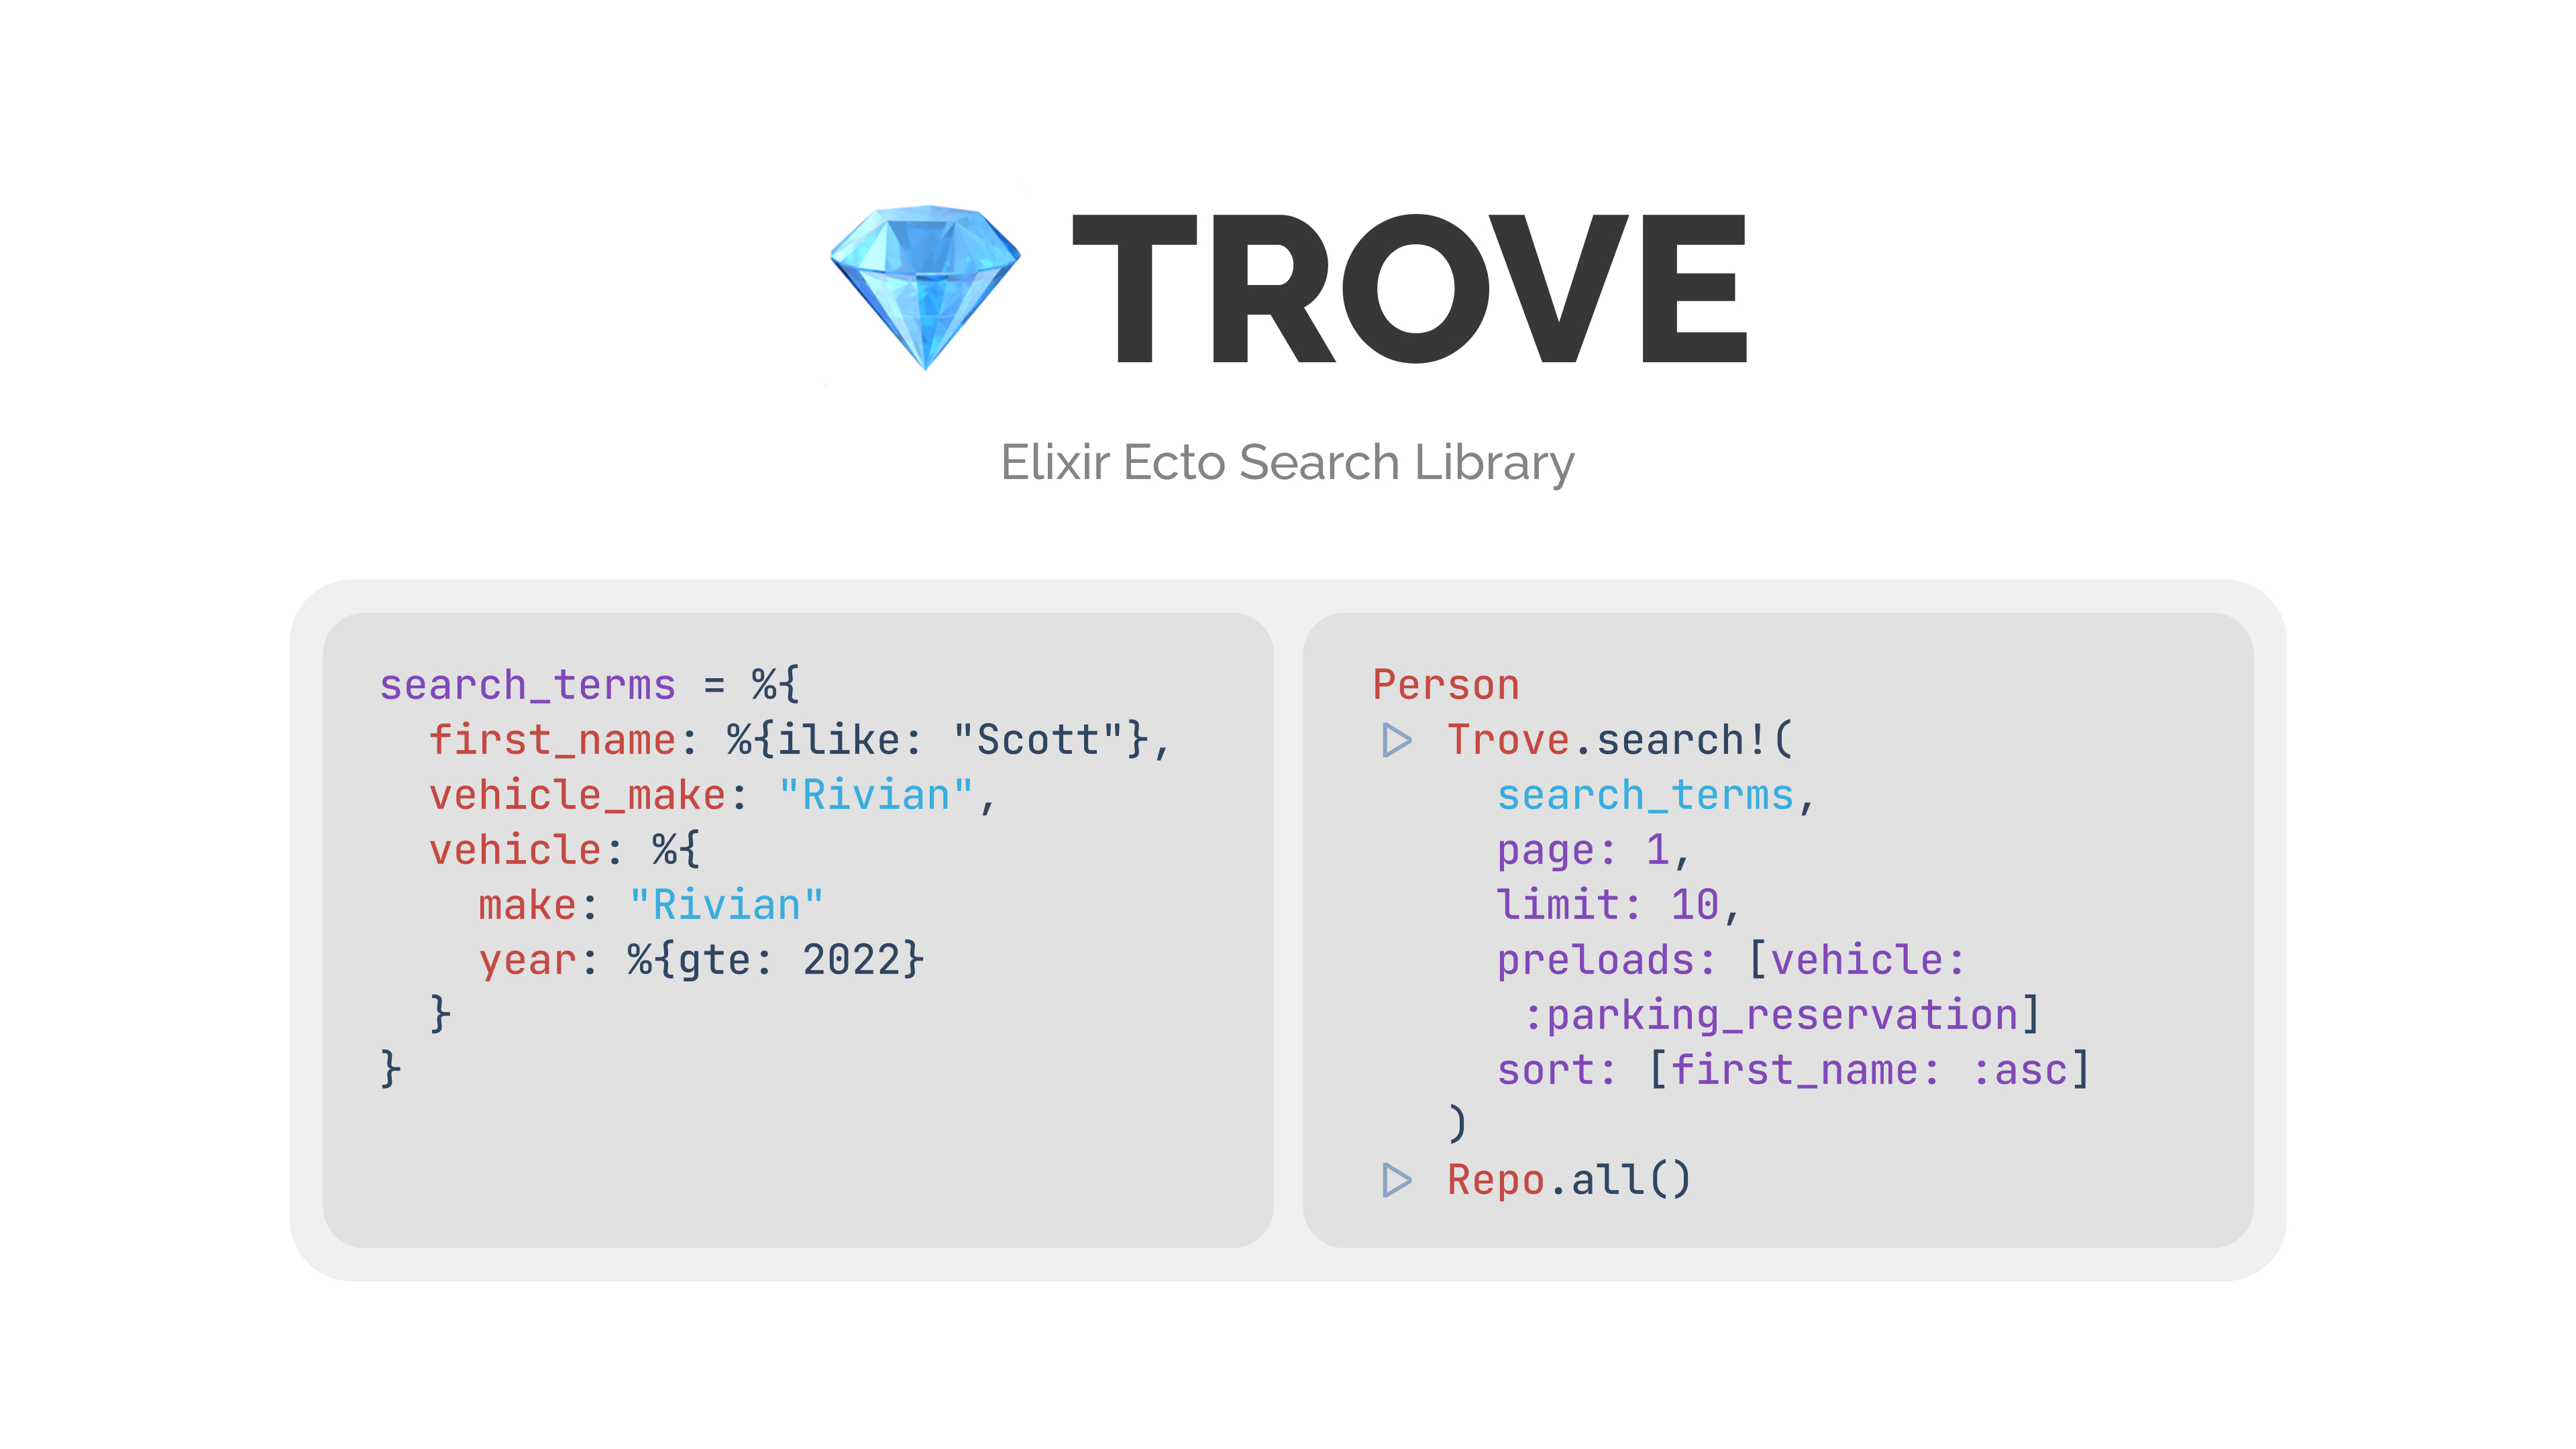 TROVE
Elixir Ecto Search Library
search_terms = %{
  first_name: %{ilike: "Scott"},
  vehicle_make: "Rivian",
  vehicle: %{
    make: "Rivian"
    year: %{gte: 2022}
  }
}
Person
▷ Trove.search!(
     search_terms,
     page: 1,
     limit: 10,
     preloads: [vehicle:
      :parking_reservation]
     sort: [first_name: :asc]
   )
▷ Repo.all()